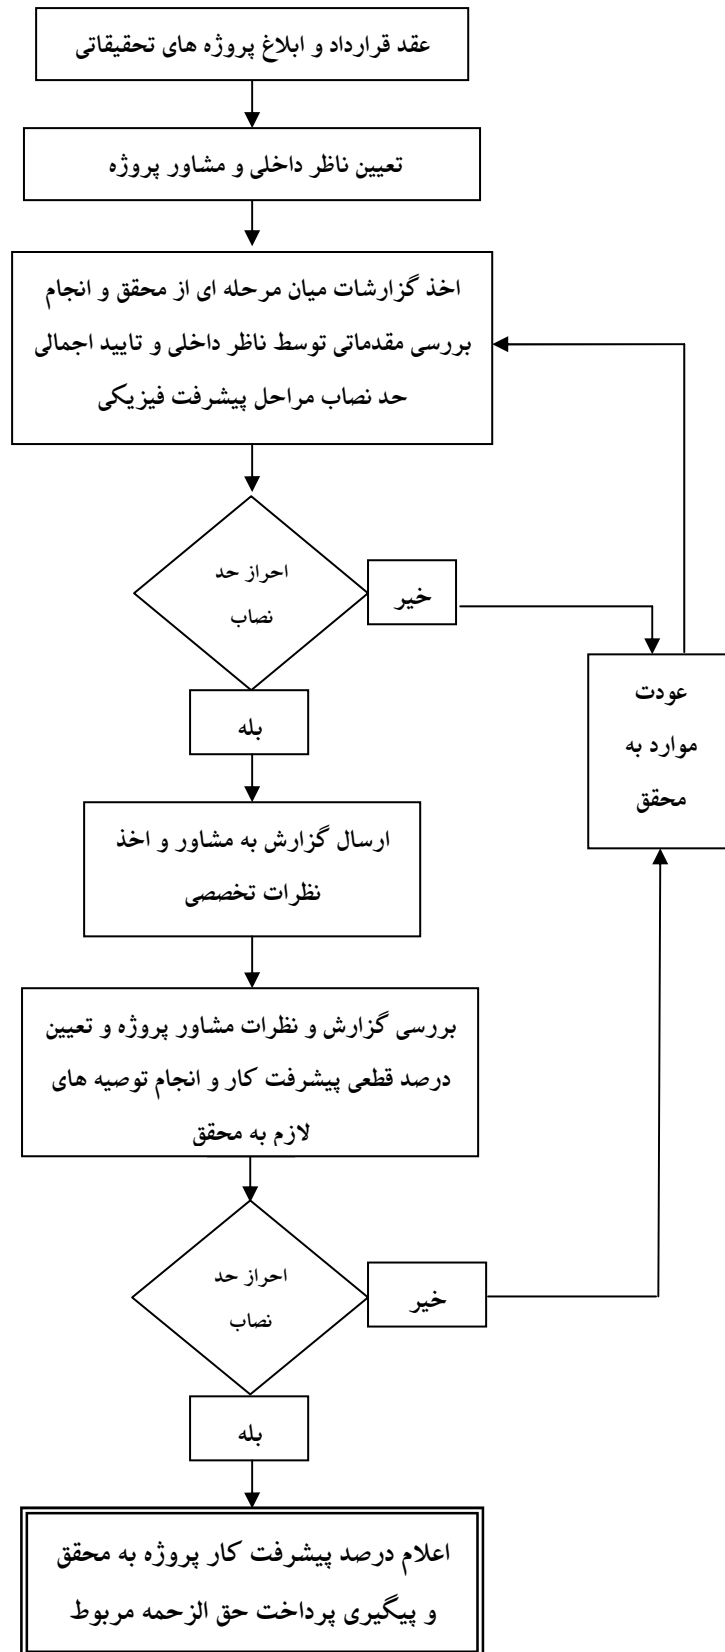 عقد قرارداد و ابلاغ پروژه های تحقیقاتی
تعیین ناظر داخلی و مشاور پروژه
اخذ گزارشات میان مرحله ای از محقق و انجام
بررسی مقدماتی توسط ناظر داخلی و تایید اجمالی
حد نصاب مراحل پیشرفت فیزیکی
احراز حد
نصاب
خیر
عودت
موارد به
محقق
بله
ارسال گزارش به مشاور و اخذ
نظرات تخصصی
بررسی گزارش و نظرات مشاور پروژه و تعیین
درصد قطعی پیشرفت کار و انجام توصیه های
لازم به محقق
احراز حد
نصاب
خیر
بله
اعلام درصد پیشرفت کار پروژه به محقق
و پیگیری پرداخت حق الزحمه مربوط